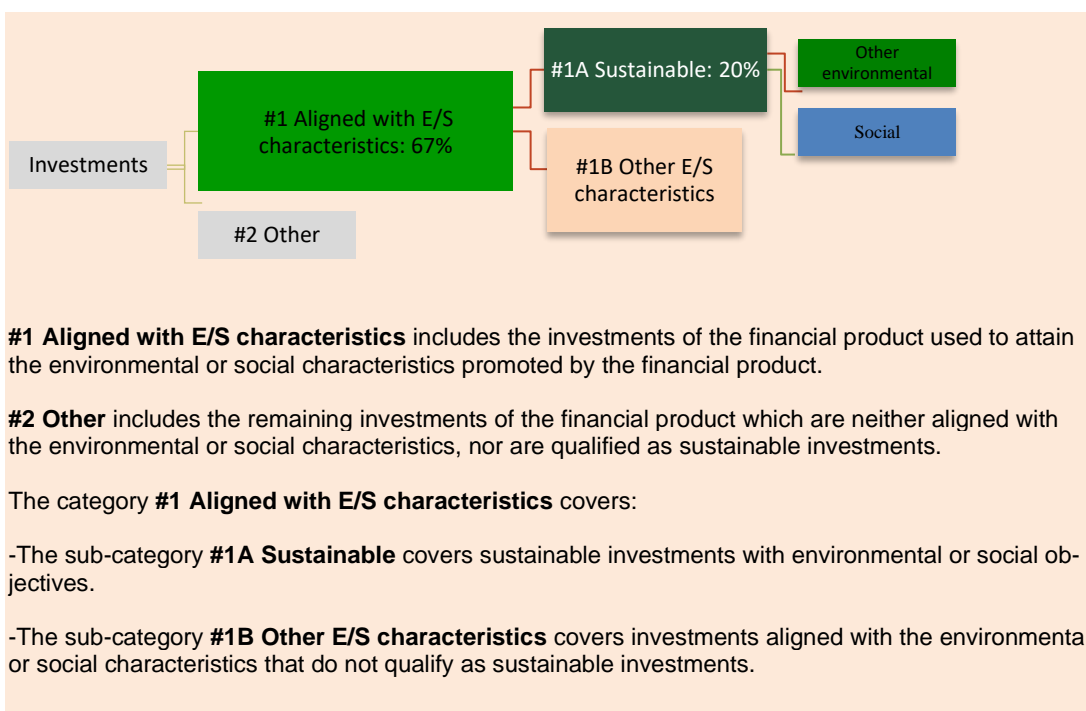 Investments
#1 Aligned with E/S
characteristics: 67%
#2 Other
#1A Sustainable: 20%
#1B Other E/S
characteristics
Other
environmental
Social
#1 Aligned with E/S characteristics includes the investments of the financial product used to attain
the environmental or social characteristics promoted by the financial product.
#2 Other includes the remaining investments of the financial product which are neither aligned with
the environmental or social characteristics, nor are qualified as sustainable investments.
The category #1 Aligned with E/S characteristics covers:
-The sub-category #1A Sustainable covers sustainable investments with environmental or social ob-
jectives.
-The sub-category #1B Other E/S characteristics covers investments aligned with the environmenta
or social characteristics that do not qualify as sustainable investments.